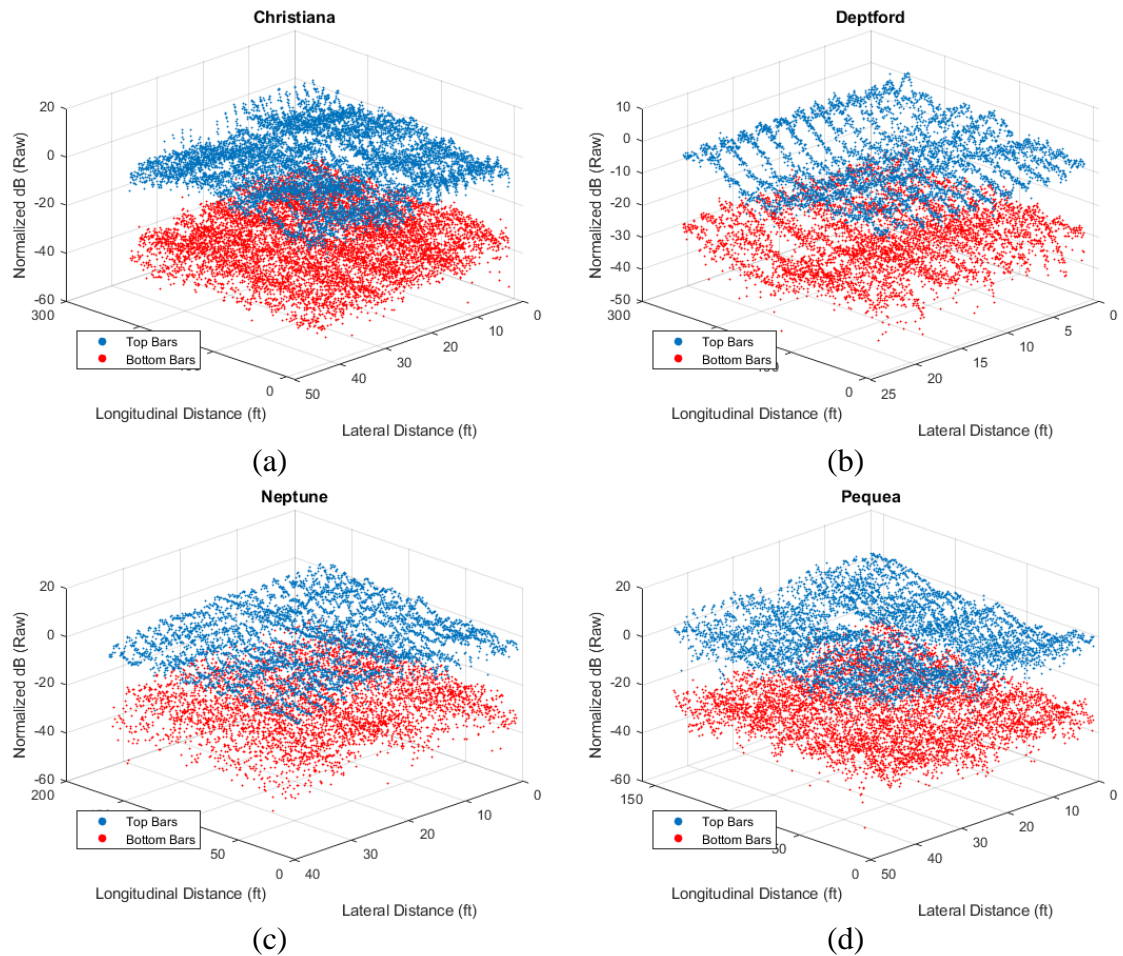 Christiana
20
0
-20
-40
-60
300
0
50
40
30
20
10
0
Normalized dB (Raw)
Top Bars
Bottom Bars
Longitudinal Distance (ft)
Lateral Distance (ft)
(a)
Deptford
10
0
-10
-20
-30
-40
-50
300
0
25
20
15
10
5
0
Normalized dB (Raw)
Top Bars
Bottom Bars
Longitudinal Distance (ft)
Lateral Distance (ft)
(b)
Neptune
20
0
-20
-40
-60
200
50
0
40
30
20
10
0
Normalized dB (Raw)
Top Bars
Bottom Bars
Longitudinal Distance (ft)
Lateral Distance (ft)
(c)
Pequea
20
0
-20
-40
-60
150
0
50
40
30
20
10
0
Normalized dB (Raw)
Top Bars
Bottom Bars
Longitudinal Distance (ft)
Lateral Distance (ft)
(d)